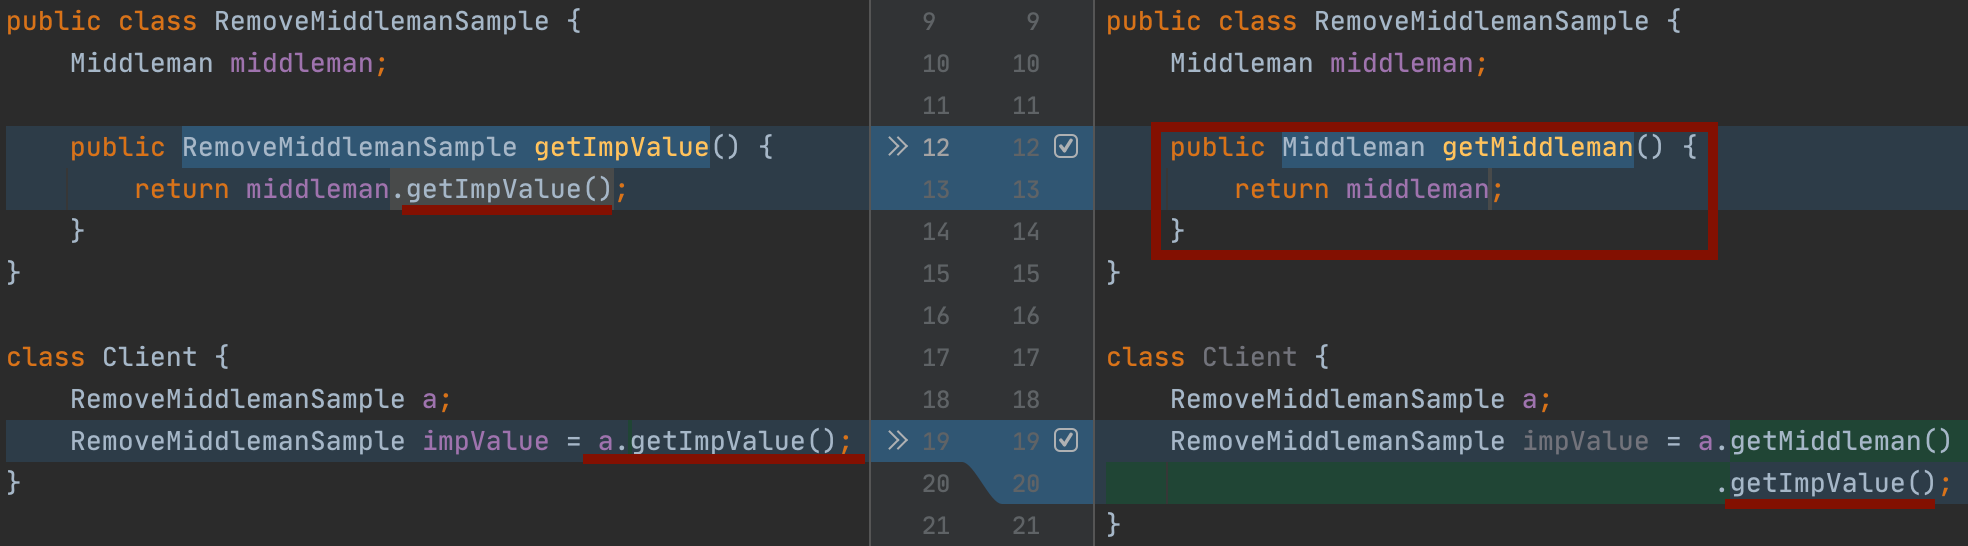 public class RemoveMiddlemanSample {
    Middleman middleman;

    public RemoveMiddlemanSample getImpValue() {
        return middleman.getImpValue();
    }
}

class Client {
    RemoveMiddlemanSample a;
    RemoveMiddlemanSample impValue = a.getImpValue();
}
9 9
10 10
11 11
12 12
13 13
14 14
15 15
16 16
17 17
18 18
19 19
20 20
21 21
public class RemoveMiddlemanSample {
    Middleman middleman;

    public Middleman getMiddleman() {
        return middleman;
    }
}

class Client {
    RemoveMiddlemanSample a;
    RemoveMiddlemanSample impValue = a.getMiddleman()
                                      .getImpValue();
}